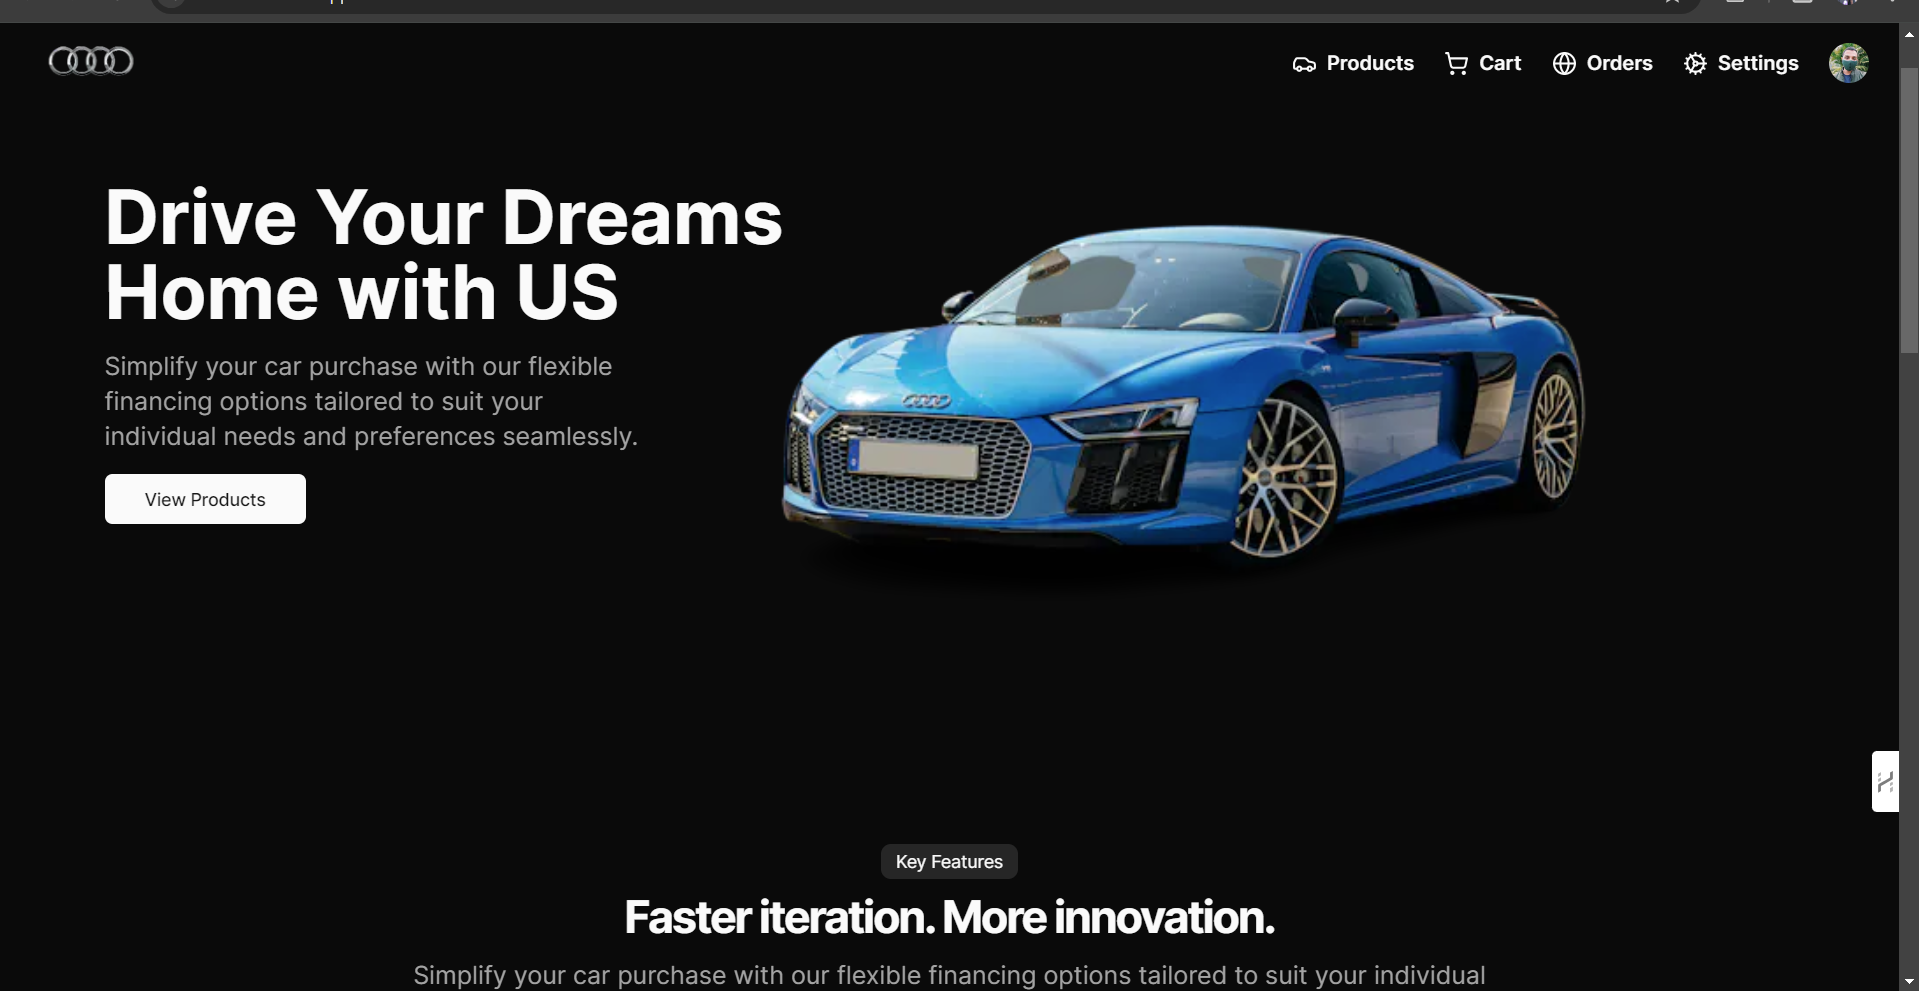 Products
Cart
Orders
Settings
Drive Your Dreams
Home with US
Simplify your car purchase with our flexible
financing options tailored to suit your
individual needs and preferences seamlessly.
View Products
Key Features
Faster iteration. More innovation.
Simplify your car purchase with our flexible financing options tailored to suit your individual